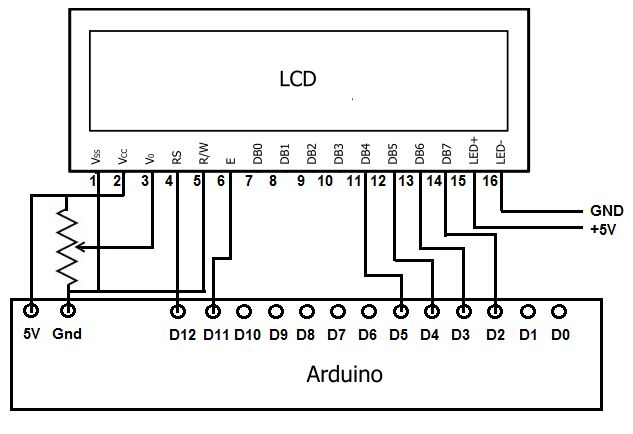 LCD
Vss Vcc Vo RS R/W E DB0 DB1 DB2 DB3 DB4 DB5 DB6 DB7 LED+ LED-
1 2 3 4 5 6 7 8 9 10 11 12 13 14 15 16
GND
+5V
5V Gnd D12 D11 D10 D9 D8 D7 D6 D5 D4 D3 D2 D1 D0
Arduino